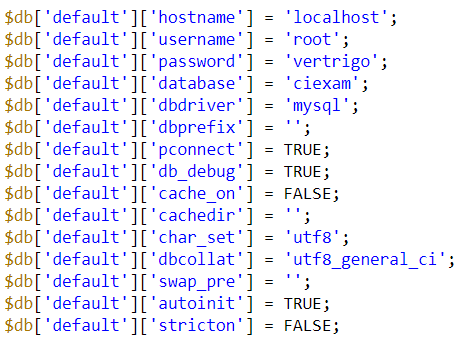 $db['default']['hostname'] = 'localhost';
$db['default']['username'] = 'root';
$db['default']['password'] = 'vertrigo';
$db['default']['database'] = 'ciexam';
$db['default']['dbdriver'] = 'mysql';
$db['default']['dbprefix'] = '';
$db['default']['pconnect'] = TRUE;
$db['default']['db_debug'] = TRUE;
$db['default']['cache_on'] = FALSE;
$db['default']['cachedir'] = '';
$db['default']['char_set'] = 'utf8';
$db['default']['dbcollat'] = 'utf8_general_ci';
$db['default']['swap_pre'] = '';
$db['default']['autoinit'] = TRUE;
$db['default']['stricton'] = FALSE;